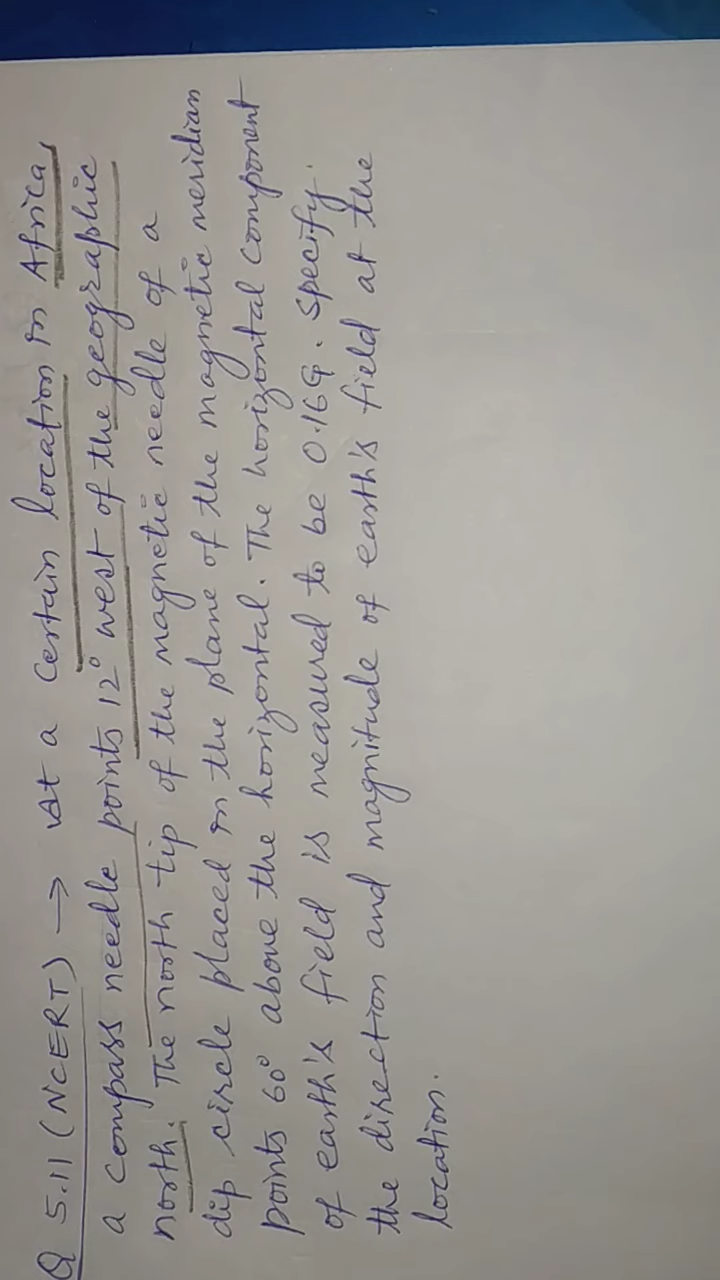 Q 5.11 (NCERT) → At a certain location in Africa,
a compass needle points 12° west of the geographic
north. The north tip of the magnetic needle of a
dip circle placed in the plane of the magnetic meridian
points 60° above the horizontal. The horizontal component
of earth's field is measured to be 0.16G. Specify
the direction and magnitude of earth's field at the
location.